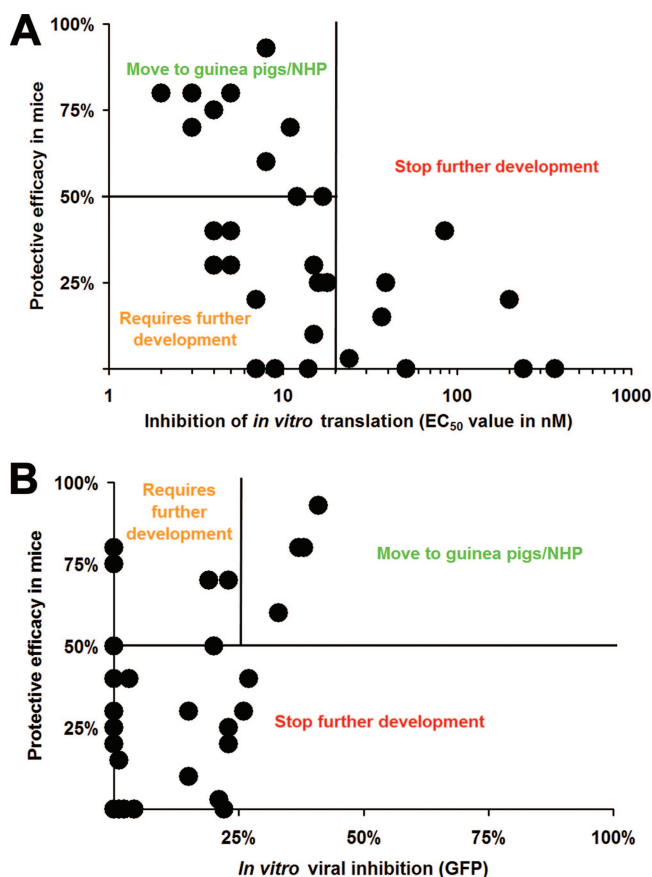 A
100%
Move to guinea pigs/NHP
75%
Stop further development
50%
25%
Requires further
development
Protective efficacy in mice
1
10
100
1000
Inhibition of in vitro translation (EC50 value in nM)
B
100%
Requires
further
development
Move to guinea pigs/NHP
75%
50%
Stop further development
25%
Protective efficacy in mice
25%
50%
75%
100%
In vitro viral inhibition (GFP)